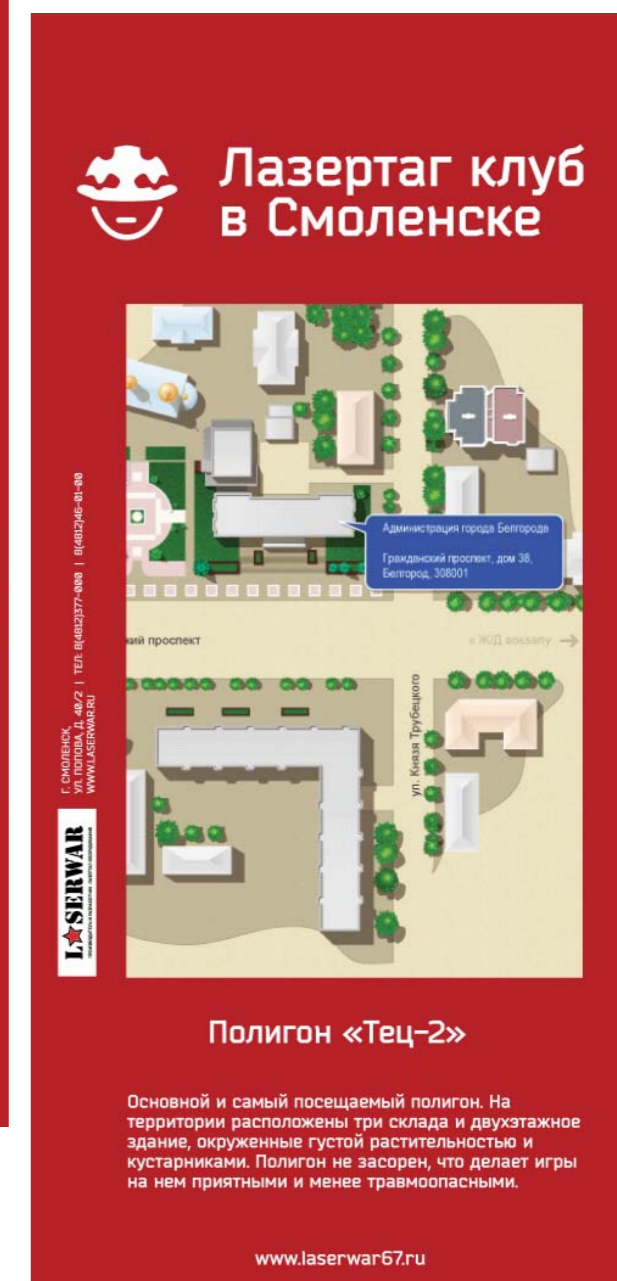 Лазертаг клуб
в Смоленске
Администрация города Белгорода
Гражданский проспект, дом 38,
Белгород, 308001
кий проспект
к Ж/Д вокзалу
ул. Князя Трубецкого
Г. СМОЛЕНСК,
УЛ. ПОПОВА, Д. 40/2 | ТЕЛ: 8(4812)377-000 | 8(4812)46-01-00
WWW.LASERWAR.RU
LASERWAR
Полигон «Тец-2»
Основной и самый посещаемый полигон. На
территории расположены три склада и двухэтажное
здание, окруженные густой растительностью и
кустарниками. Полигон не засорен, что делает игры
на нем приятными и менее травмоопасными.
www.laserwar67.ru